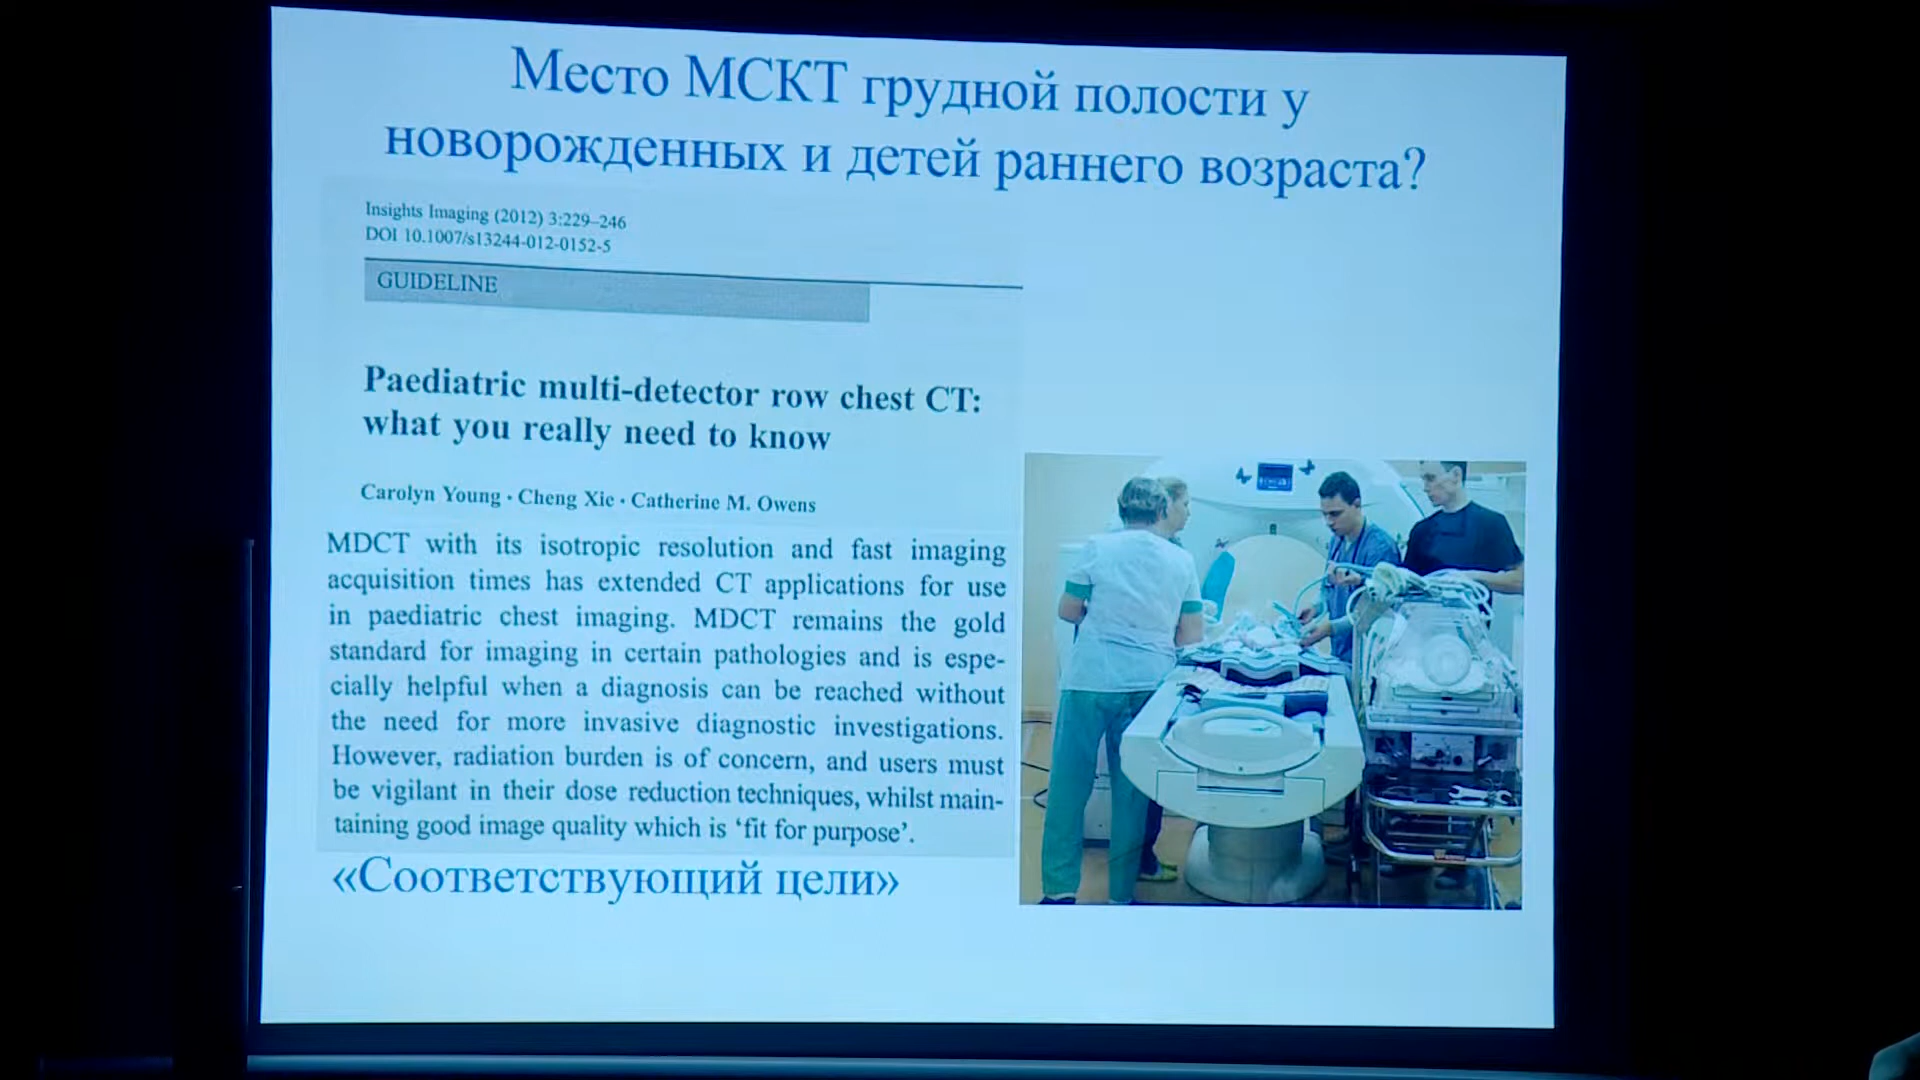 Место МСКТ грудной полости у
новорожденных и детей раннего возраста?
Insights Imaging (2012) 3:229–246
DOI 10.1007/s13244-012-0152-5
GUIDELINE
Paediatric multi-detector row chest CT:
what you really need to know
Carolyn Young · Cheng Xie · Catherine M. Owens
MDCT with its isotropic resolution and fast imaging
acquisition times has extended CT applications for use
in paediatric chest imaging. MDCT remains the gold
standard for imaging in certain pathologies and is espe-
cially helpful when a diagnosis can be reached without
the need for more invasive diagnostic investigations.
However, radiation burden is of concern, and users must
be vigilant in their dose reduction techniques, whilst main-
taining good image quality which is ‘fit for purpose’.
«Соответствующий цели»